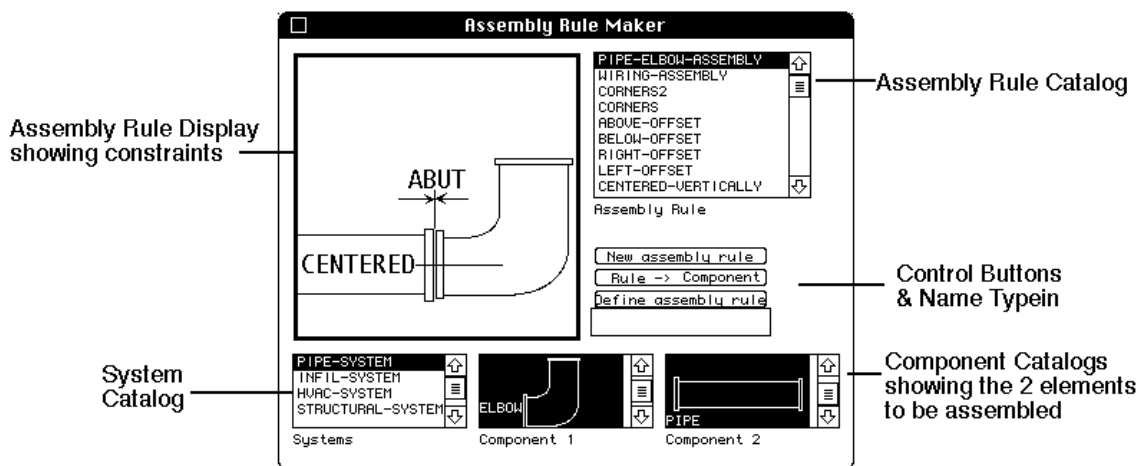 Assembly Rule Maker
PIPE-ELBOW-ASSEMBLY
WIRING-ASSEMBLY
CORNERS2
CORNERS
ABOVE-OFFSET
BELOW-OFFSET
RIGHT-OFFSET
LEFT-OFFSET
CENTERED-VERTICALLY
Assembly Rule
Assembly Rule Catalog
Assembly Rule Display
showing constraints
ABUT
CENTERED
New assembly rule
Rule -> Component
Define assembly rule
Control Buttons
& Name Typein
System
Catalog
PIPE-SYSTEM
INFIL-SYSTEM
HVAC-SYSTEM
STRUCTURAL-SYSTEM
Systems
ELBOW
Component 1
PIPE
Component 2
Component Catalogs
showing the 2 elements
to be assembled